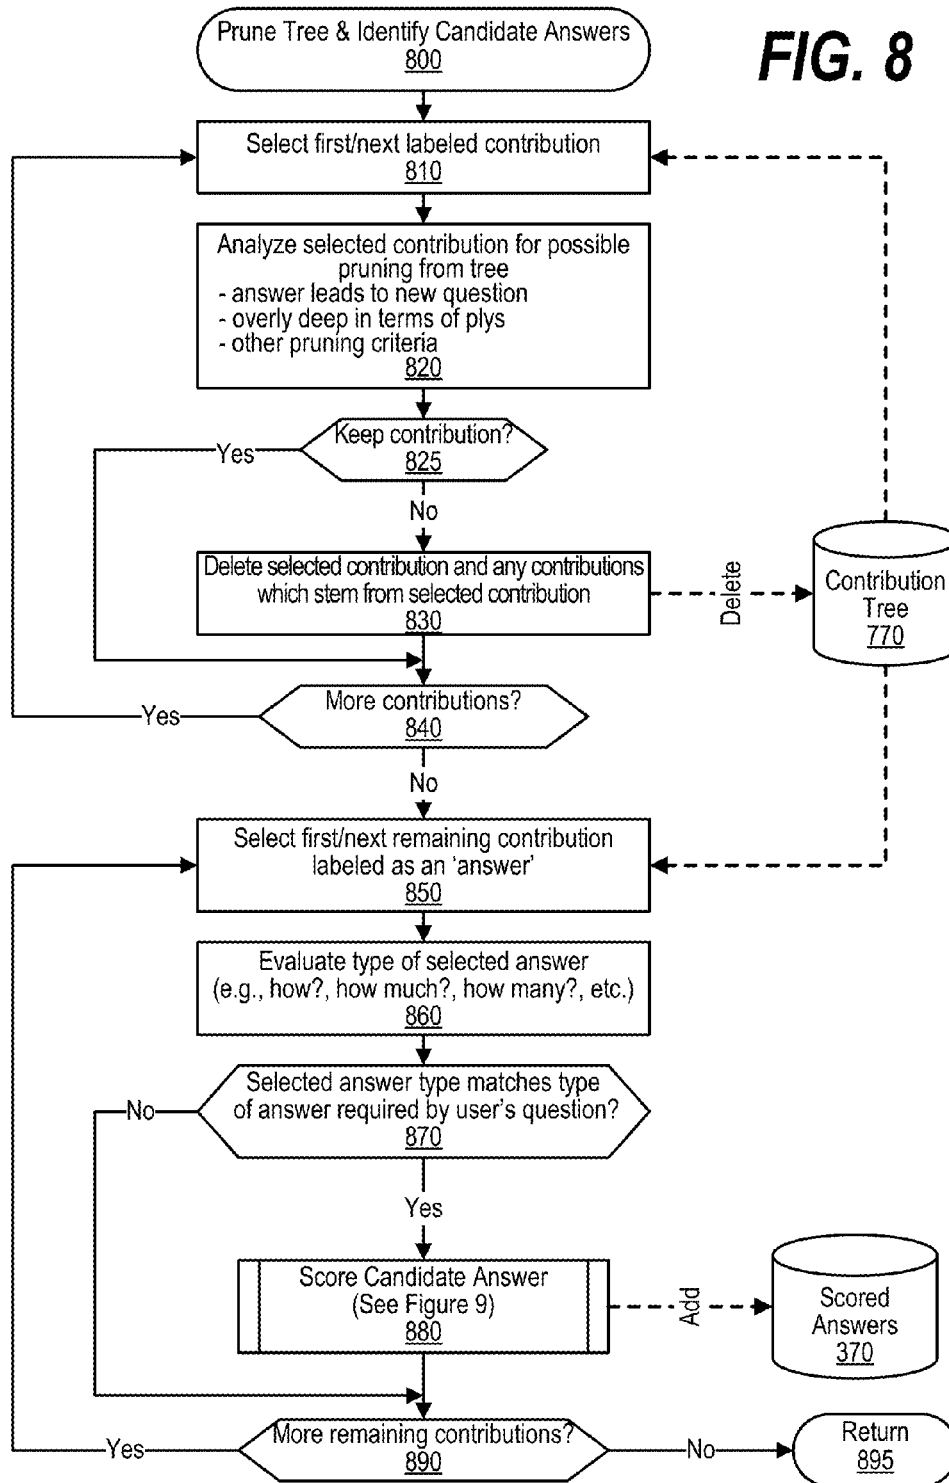 Prune Tree & Identify Candidate Answers
800
FIG. 8
Select first/next labeled contribution
810
Analyze selected contribution for possible
pruning from tree
- answer leads to new question
- overly deep in terms of plys
- other pruning criteria
820
Keep contribution?
825
Yes
No
Delete selected contribution and any contributions
which stem from selected contribution
830
Delete
Contribution
Tree
770
More contributions?
840
Yes
No
Select first/next remaining contribution
labeled as an ‘answer’
850
Evaluate type of selected answer
(e.g., how?, how much?, how many?, etc.)
860
Selected answer type matches type
of answer required by user’s question?
870
No
Yes
Score Candidate Answer
(See Figure 9)
880
Add
Scored
Answers
370
More remaining contributions?
890
Yes
No
Return
895